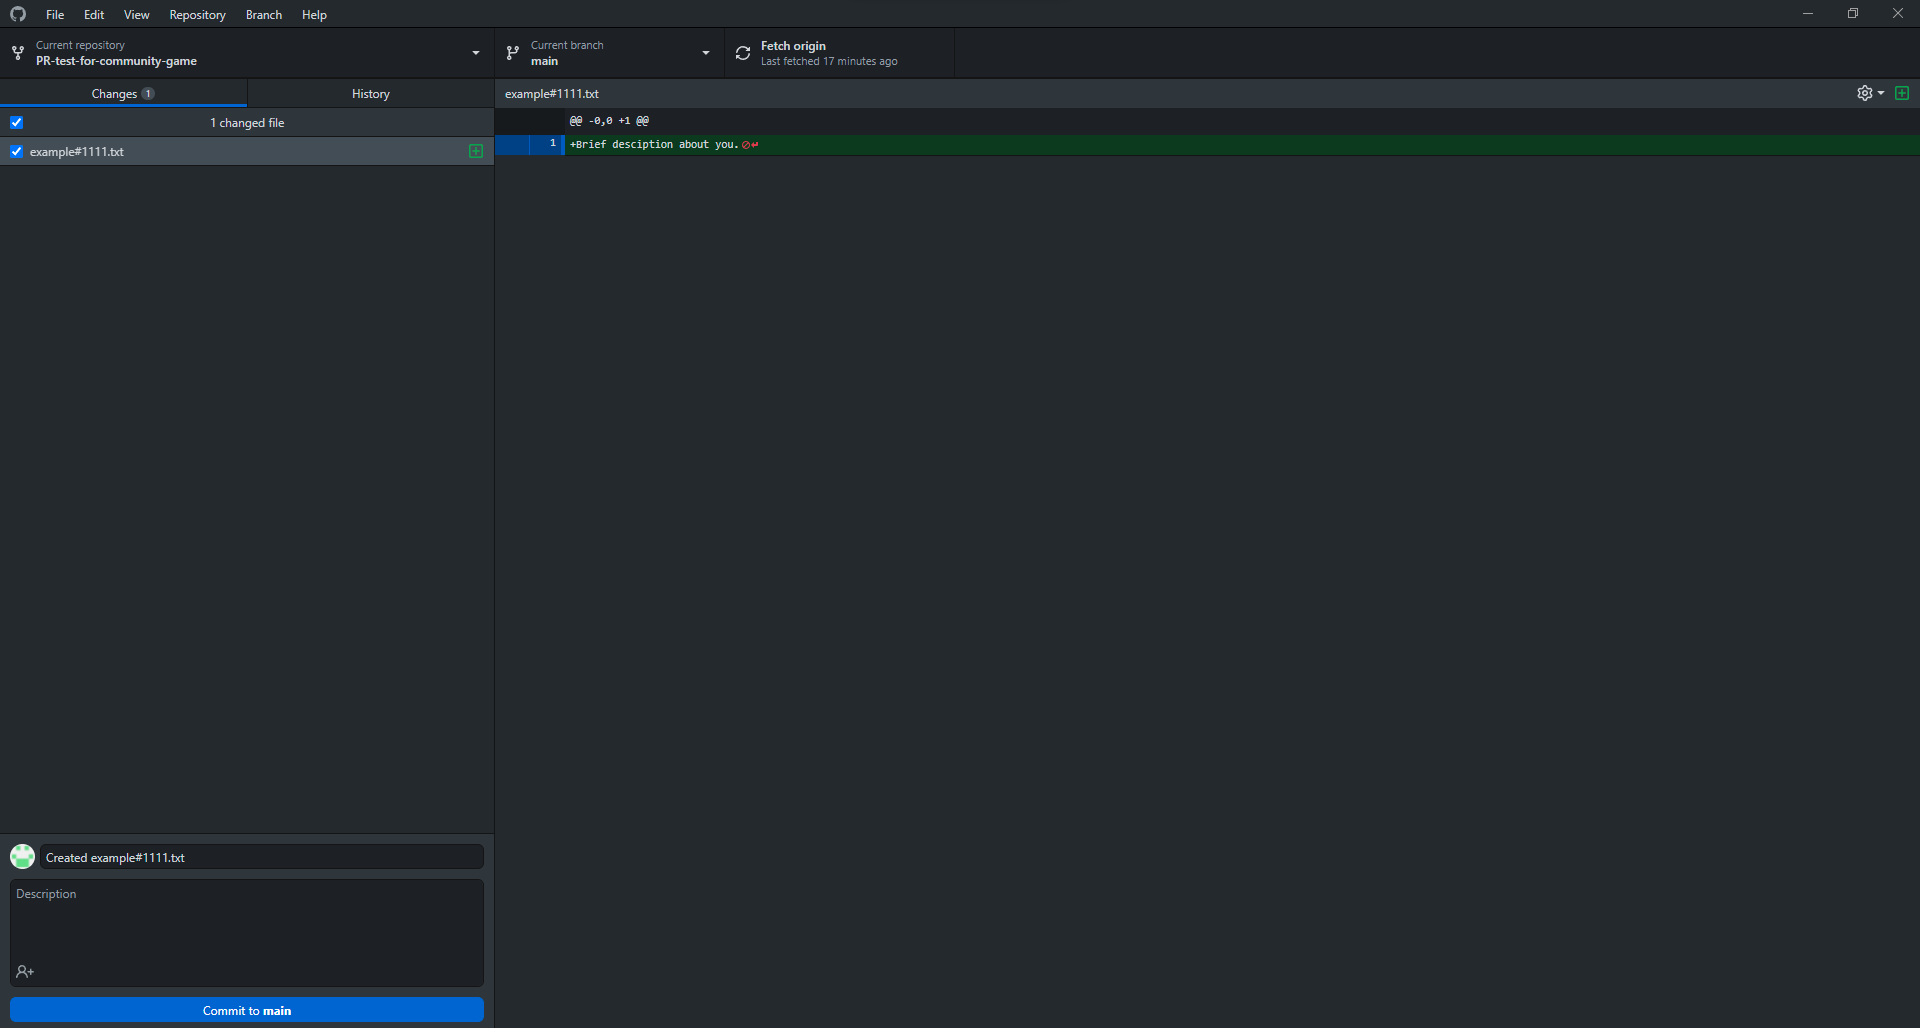 File Edit View Repository Branch Help
Current repository
PR-test-for-community-game
Current branch
main
Fetch origin
Last fetched 17 minutes ago
Changes 1
History
1 changed file
example#1111.txt
example#1111.txt
@@ -0,0 +1 @@
1 +Brief desciption about you.
Created example#1111.txt
Description
Commit to main